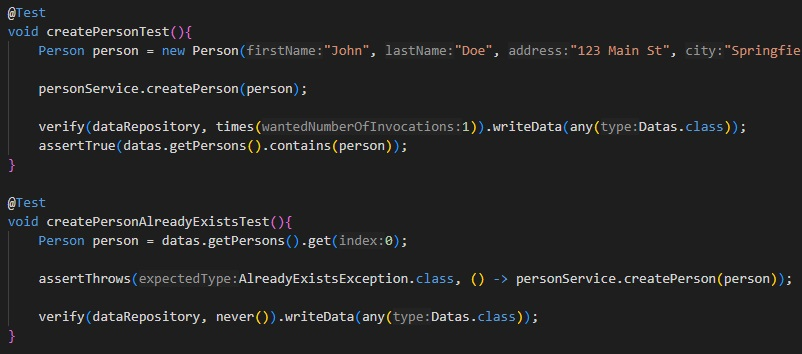 @Test
void createPersonTest(){
Person person = new Person(firstName:"John", lastName:"Doe", address:"123 Main St", city:"Springfie
personService.createPerson(person);
verify(dataRepository, times(wantedNumberOfInvocations:1)).writeData(any(type:Datas.class));
assertTrue(datas.getPersons().contains(person));
}
@Test
void createPersonAlreadyExistsTest(){
Person person = datas.getPersons().get(index:0);
assertThrows(expectedType:AlreadyExistsException.class, () -> personService.createPerson(person));
verify(dataRepository, never()).writeData(any(type:Datas.class));
}